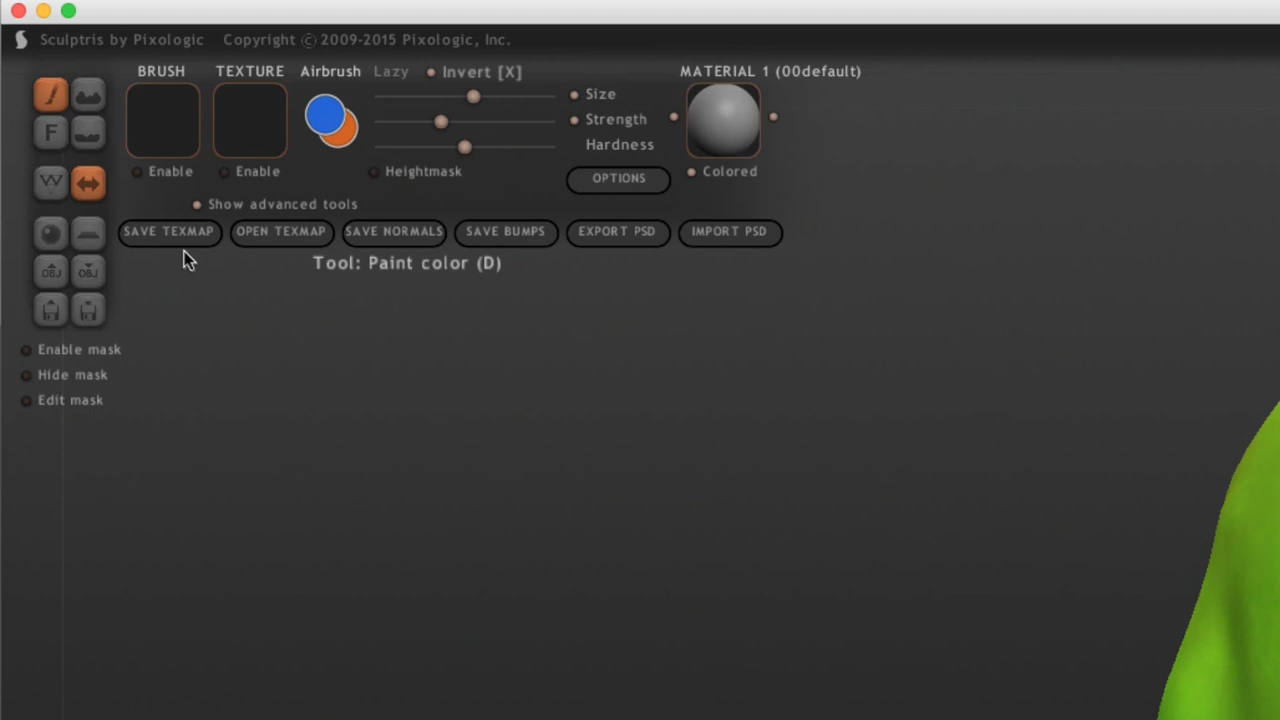 Sculptris by Pixologic Copyright © 2009-2015 Pixologic, Inc.
BRUSH TEXTURE Airbrush Lazy Invert [X] MATERIAL 1 (00default)
Size
Strength
Hardness
F
Enable Enable Heightmask OPTIONS Colored
Show advanced tools
SAVE TEXMAP OPEN TEXMAP SAVE NORMALS SAVE BUMPS EXPORT PSD IMPORT PSD
Tool: Paint color (D)
OBJ OBJ
Enable mask
Hide mask
Edit mask